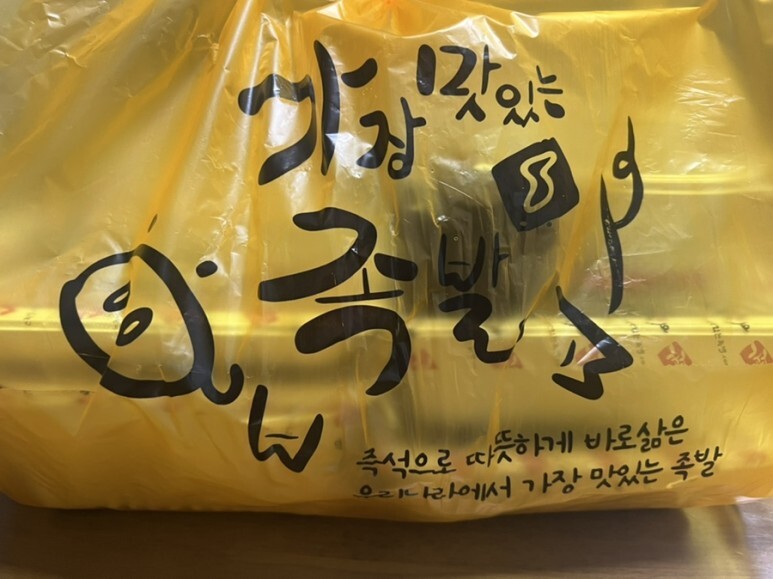 가장 맛있는
족발
즉석으로 따뜻하게 바로삶은
우리나라에서 가장 맛있는 족발